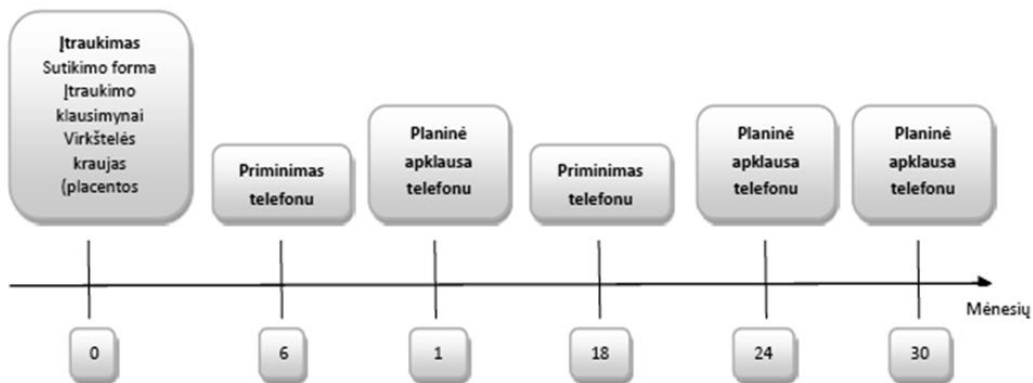 Įtraukimas
Sutikimo forma
Įtraukimo
klausimynai
Virkštelės
kraujas
(placentos
Priminimas
telefonu
Planinė
apklausa
telefonu
Priminimas
telefonu
Planinė
apklausa
telefonu
Planinė
apklausa
telefonu
Mėnesių
0
6
1
18
24
30